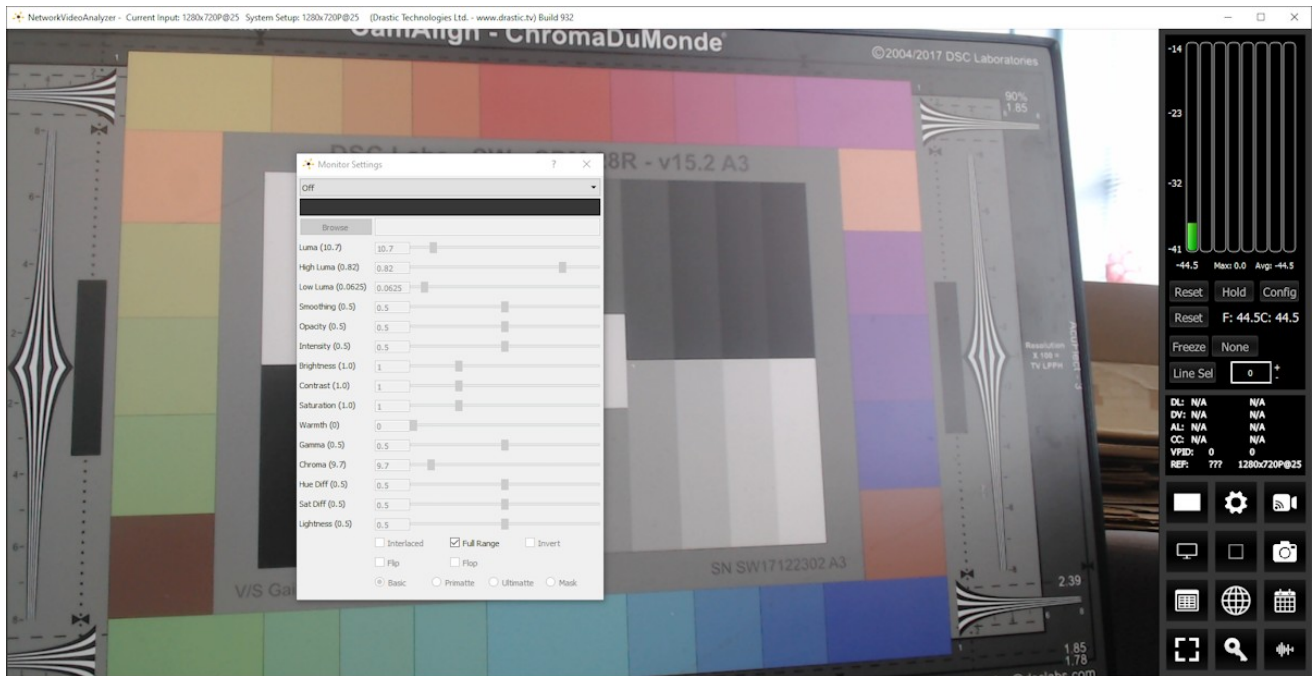 NetworkVideoAnalyzer - Current Input: 1280x720P@25 System Setup: 1280x720P@25 (Drastic Technologies Ltd. - www.drastic.tv) Build 932
CamAlign - ChromaDuMonde
©2004/2017 DSC Laboratories
90%
1.85
8R - v15.2 A3
Monitor Settings
Off
Browse
Luma (10.7) 10.7
High Luma (0.82) 0.82
Low Luma (0.0625) 0.0625
Smoothing (0.5) 0.5
Opacity (0.5) 0.5
Intensity (0.5) 0.5
Brightness (1.0) 1
Contrast (1.0) 1
Saturation (1.0) 1
Warmth (0) 0
Gamma (0.5) 0.5
Chroma (9.7) 9.7
Hue Diff (0.5) 0.5
Sat Diff (0.5) 0.5
Lightness (0.5) 0.5
Interlaced Full Range Invert
Flip Flop
Basic Primatte Ultimatte Mask
Resolution
X 100 =
TV LPPH
V/S
SN SW17122302 A3
2.39
1.85
1.78
-14
-23
-32
-41
-44.5 Max: 0.0 Avg: -44.5
Reset Hold Config
Reset F: 44.5C: 44.5
Freeze None
Line Sel 0 + -
DL: N/A N/A
DV: N/A N/A
AL: N/A N/A
CC: N/A N/A
VPID: 0 0
REF: ??? 1280x720P@25